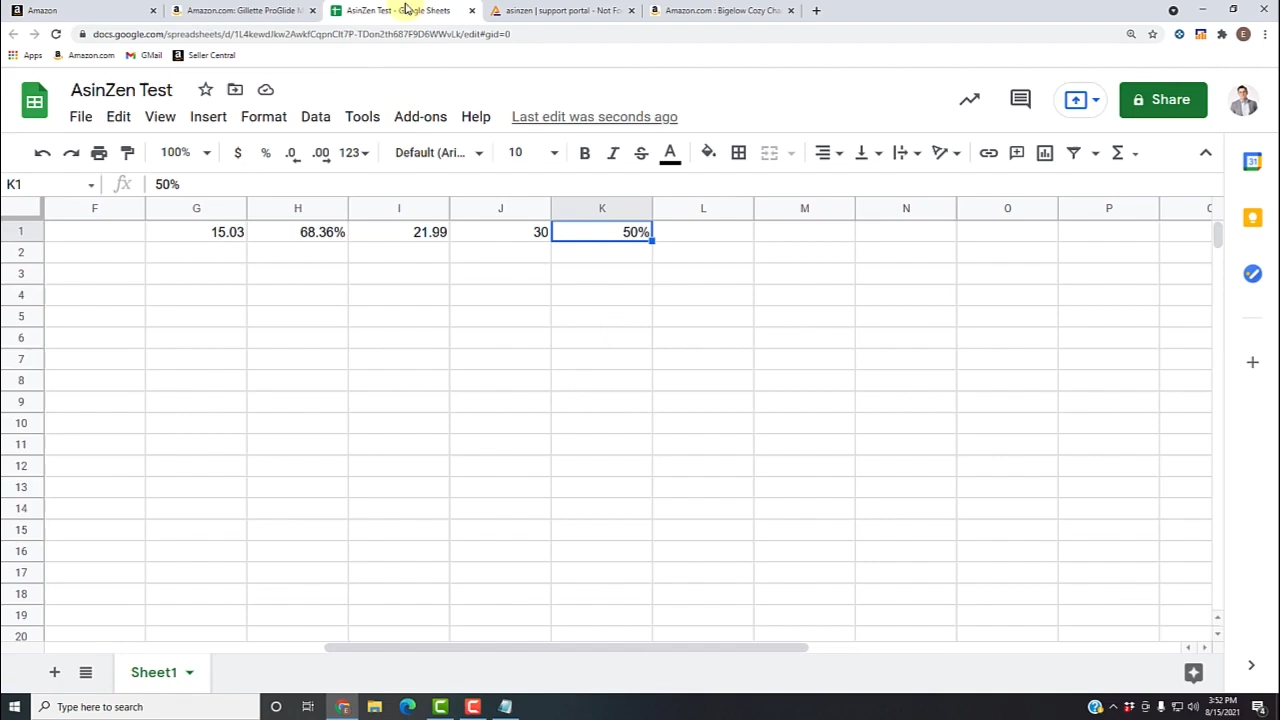 Amazon
Amazon.com: Gillette ProGlide M
AsinZen Test - Google Sheets
asinzen | support portal - Not Fo
Amazon.com : Bigelow Cozy Cha
docs.google.com/spreadsheets/d/1L4kewdJkw2AwkfCqpnClt7P-TDon2th687F9D6WWvLk/edit#gid=0
E
Apps
Amazon.com
GMail
Seller Central
AsinZen Test
Share
File Edit View Insert Format Data Tools Add-ons Help Last edit was seconds ago
100% $ % .0 .00 123 Default (Ari... 10 B I S A Σ
31
K1 fx 50%
F G H I J K L M N O P
1 15.03 68.36% 21.99 30 50%
2
3
4
5
6
7
8
9
10
11
12
13
14
15
16
17
18
19
20
Sheet1
Type here to search
3:52 PM
8/15/2021
4